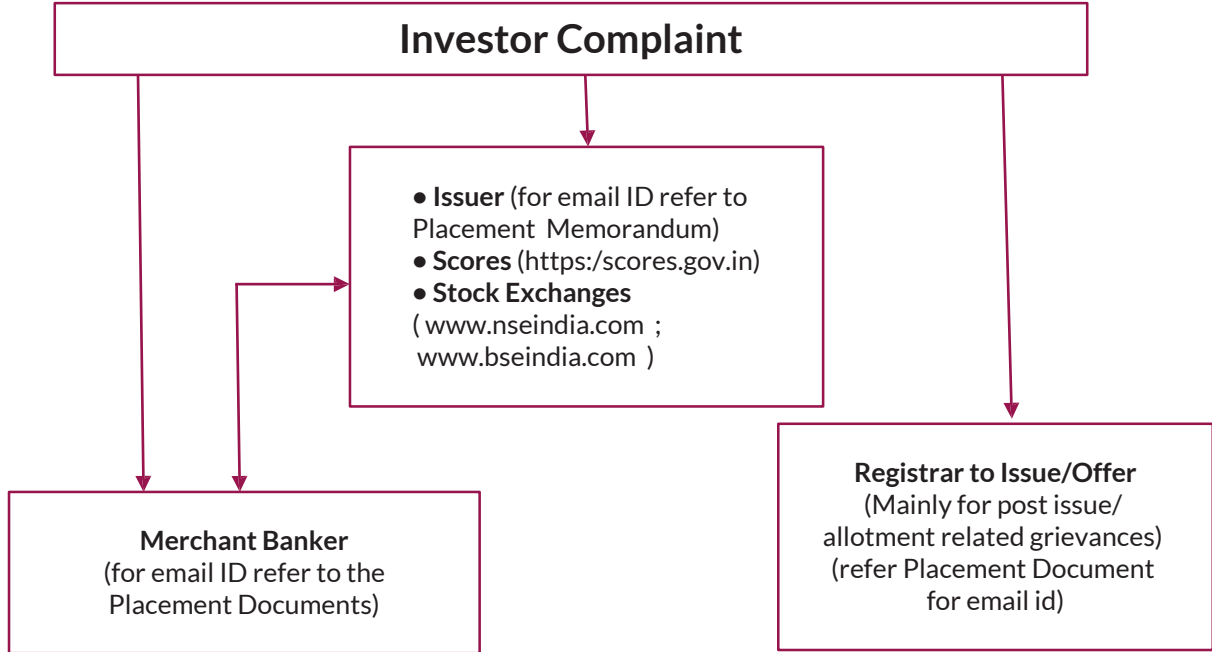 Investor Complaint
● Issuer (for email ID refer to
Placement Memorandum)
● Scores (https:/scores.gov.in)
● Stock Exchanges
( www.nseindia.com ;
www.bseindia.com )
Merchant Banker
(for email ID refer to the
Placement Documents)
Registrar to Issue/Offer
(Mainly for post issue/
allotment related grievances)
(refer Placement Document
for email id)